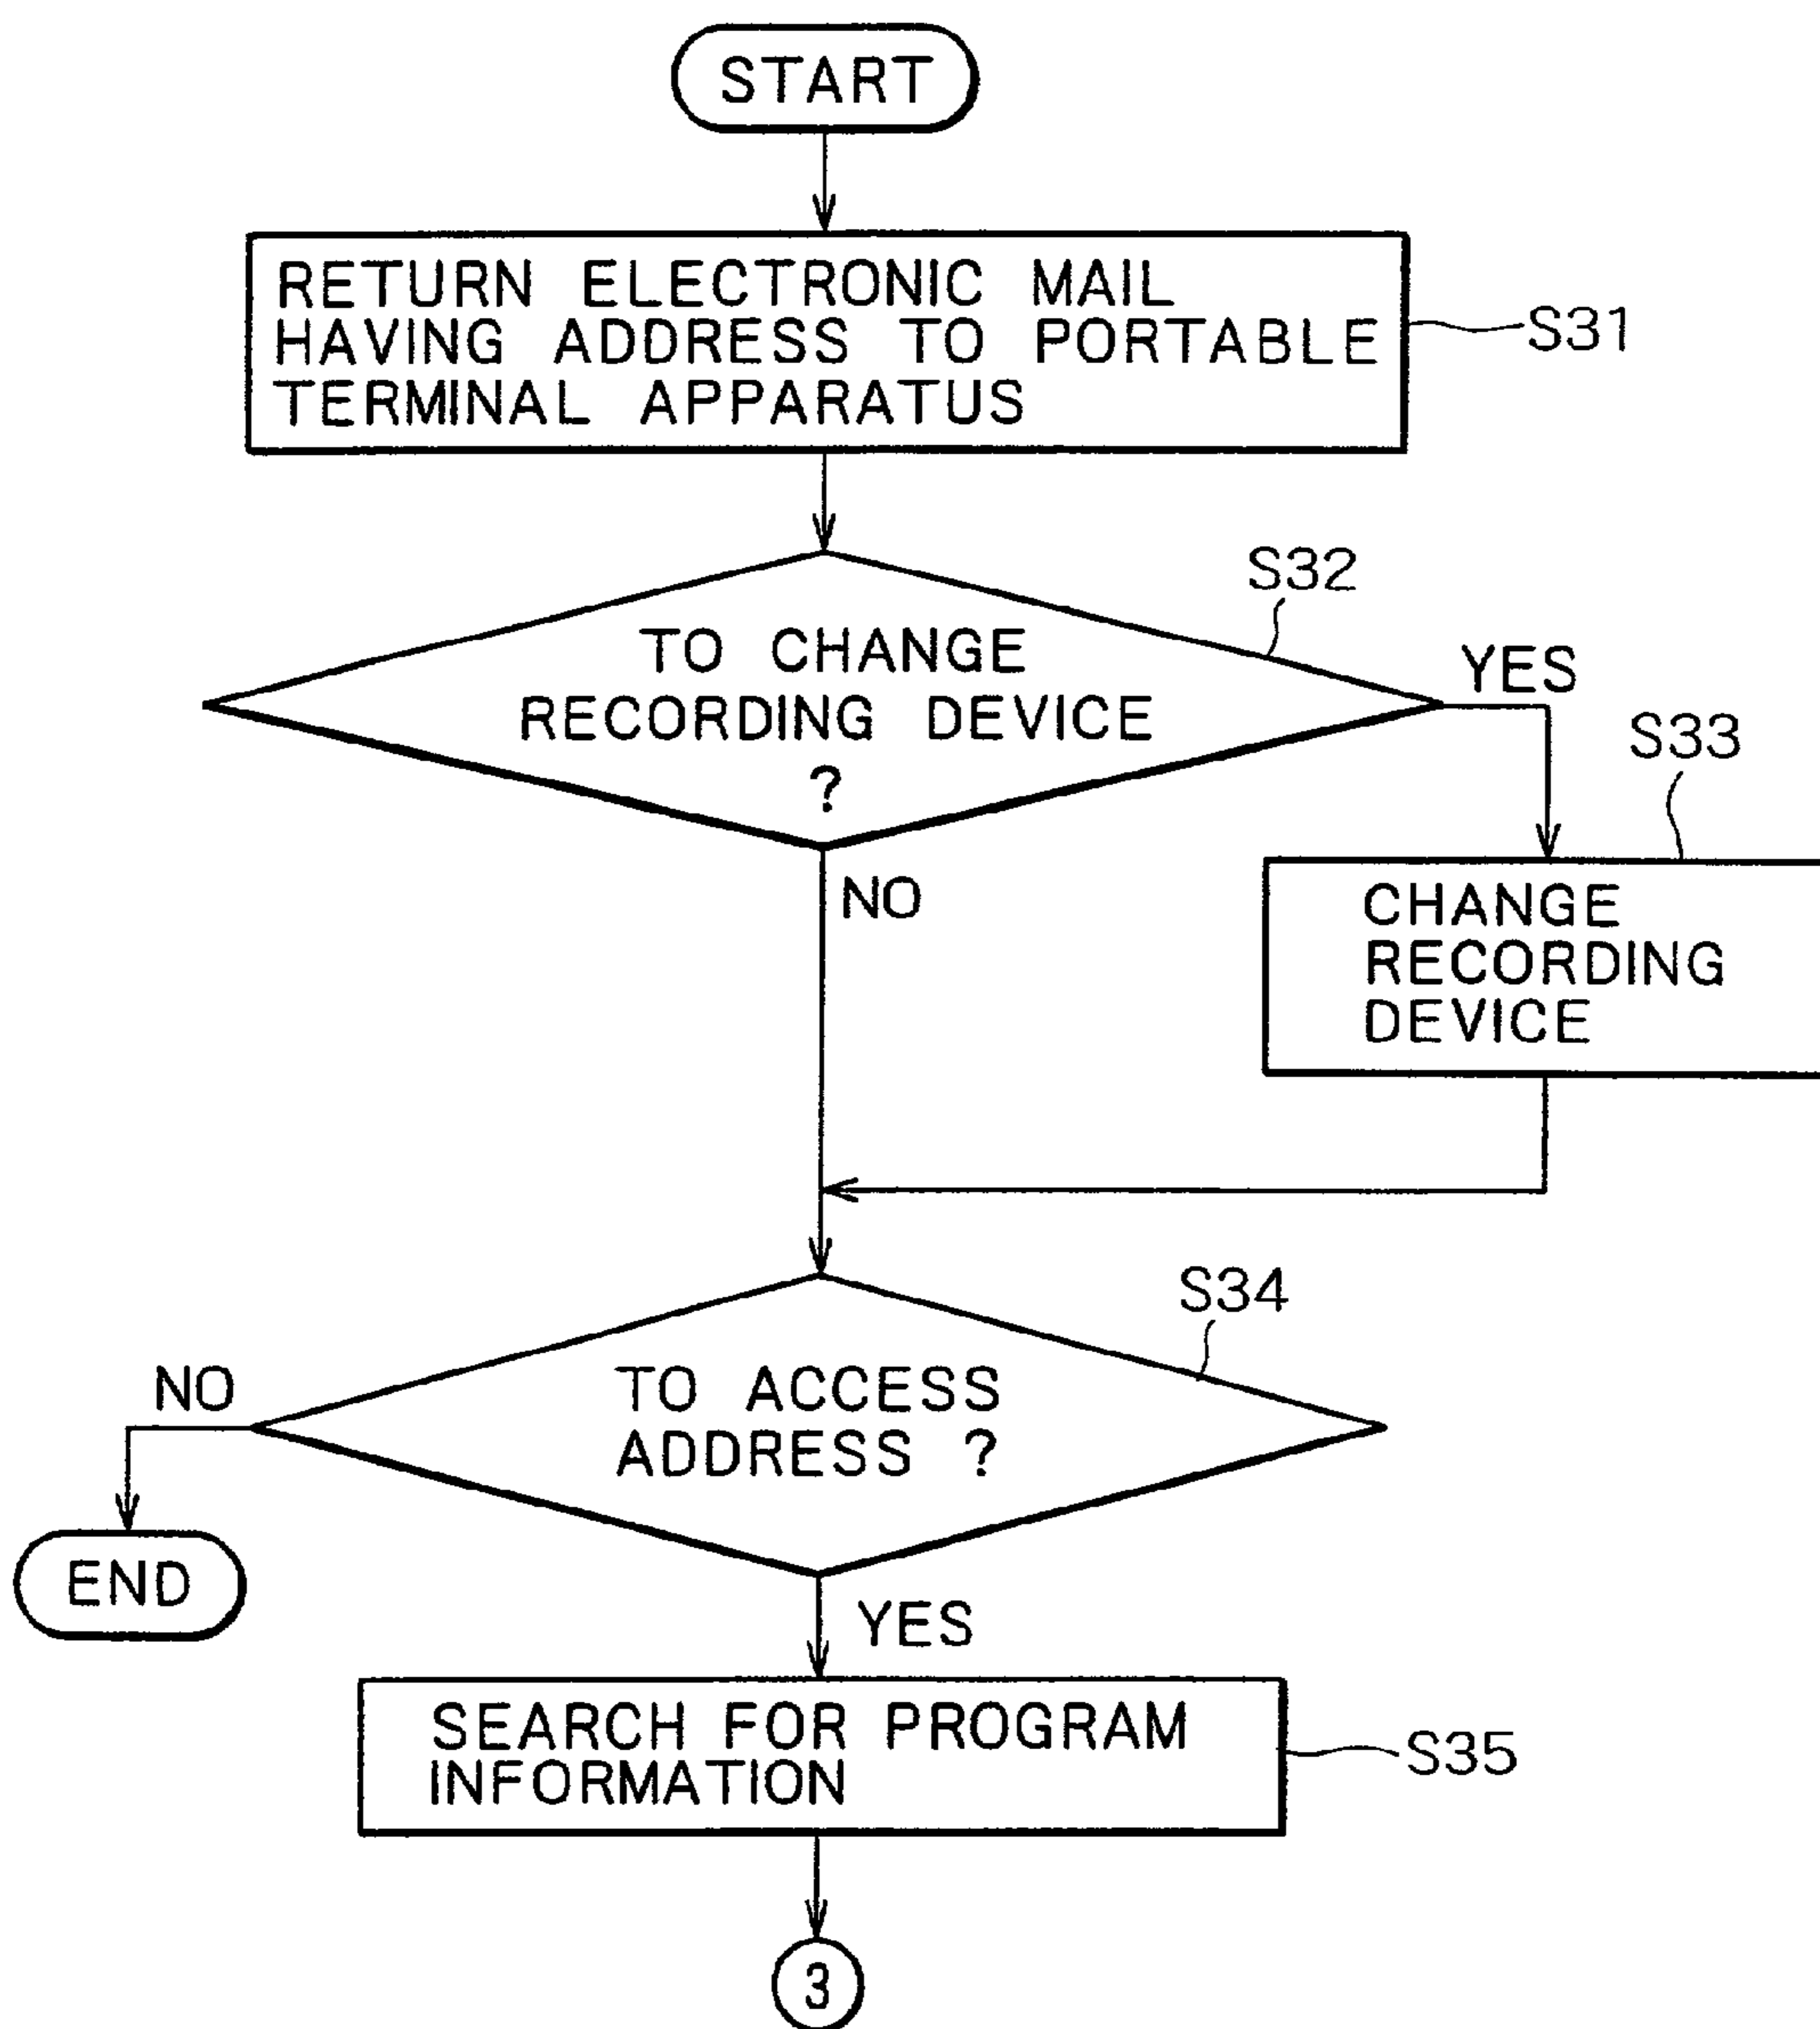 START
RETURN ELECTRONIC MAIL
HAVING ADDRESS TO PORTABLE
TERMINAL APPARATUS
S31
S32
TO CHANGE
RECORDING DEVICE
?
YES
S33
NO
CHANGE
RECORDING
DEVICE
S34
NO
TO ACCESS
ADDRESS ?
END
YES
SEARCH FOR PROGRAM
INFORMATION
S35
3